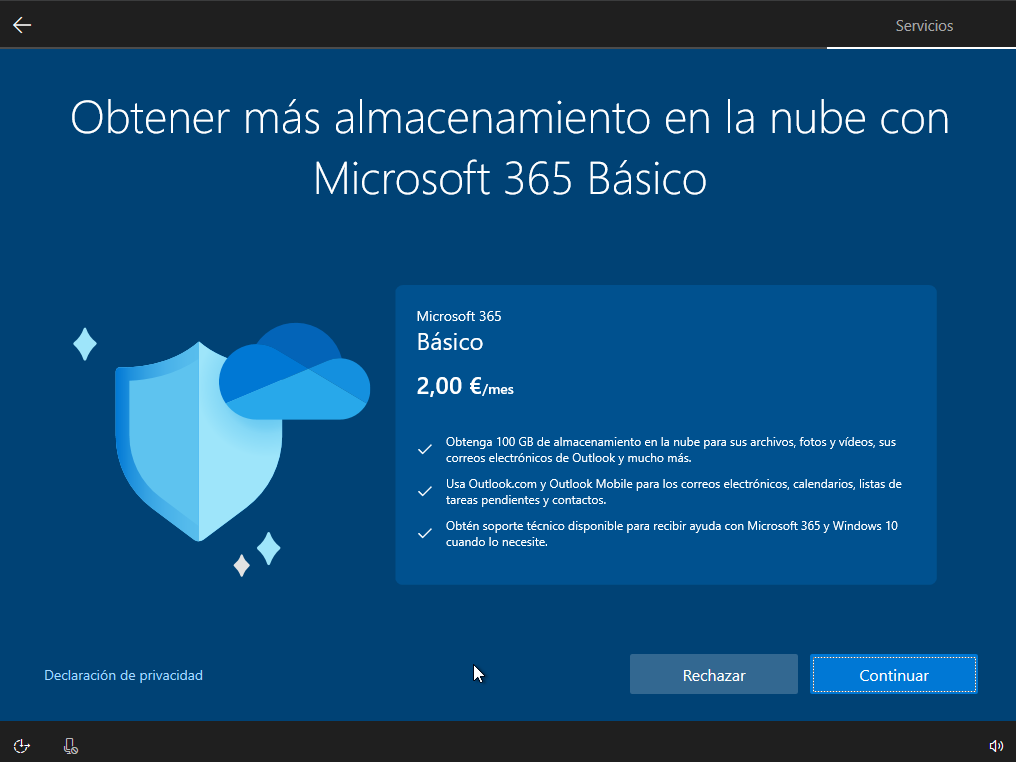 Servicios
Obtener más almacenamiento en la nube con
Microsoft 365 Básico
Microsoft 365
Básico
2,00 €/mes
Obtenga 100 GB de almacenamiento en la nube para sus archivos, fotos y vídeos, sus
correos electrónicos de Outlook y mucho más.
Usa Outlook.com y Outlook Mobile para los correos electrónicos, calendarios, listas de
tareas pendientes y contactos.
Obtén soporte técnico disponible para recibir ayuda con Microsoft 365 y Windows 10
cuando lo necesite.
Declaración de privacidad
Rechazar
Continuar